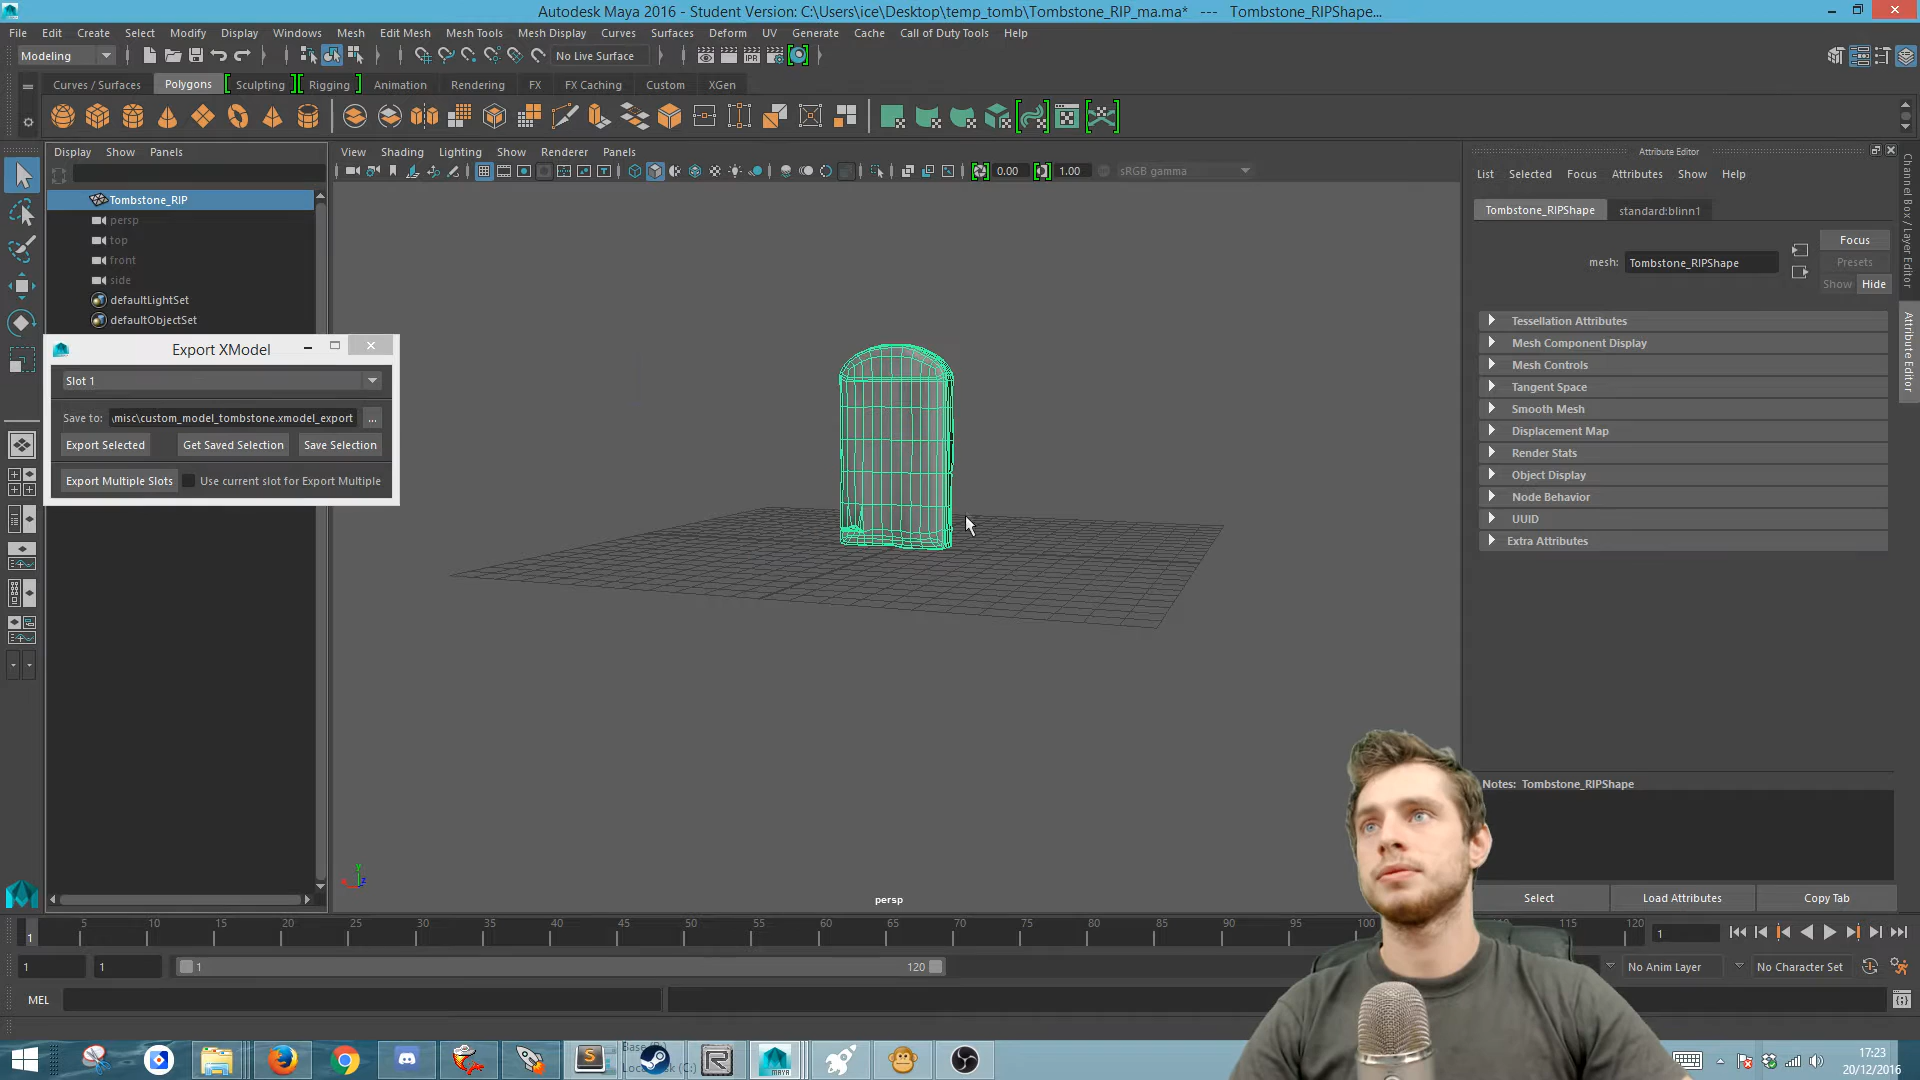 Autodesk Maya 2016 - Student Version: C:\Users\ice\Desktop\temp_tomb\Tombstone_RIP_ma.ma* --- Tombstone_RIPShape...
File Edit Create Select Modify Display Windows Mesh Edit Mesh Mesh Tools Mesh Display Curves Surfaces Deform UV Generate Cache Call of Duty Tools Help
Modeling No Live Surface
Curves / Surfaces Polygons Sculpting Rigging Animation Rendering FX FX Caching Custom XGen
Display Show Panels
View Shading Lighting Show Renderer Panels
0.00 1.00 sRGB gamma
Tombstone_RIP
persp
top
front
side
defaultLightSet
defaultObjectSet
Export XModel
Slot 1
Save to: \misc\custom_model_tombstone.xmodel_export ...
Export Selected Get Saved Selection Save Selection
Export Multiple Slots Use current slot for Export Multiple
persp
Attribute Editor
List Selected Focus Attributes Show Help
Tombstone_RIPShape standard:blinn1
Focus
mesh: Tombstone_RIPShape
Presets
Show Hide
Tessellation Attributes
Mesh Component Display
Mesh Controls
Tangent Space
Smooth Mesh
Displacement Map
Render Stats
Object Display
Node Behavior
UUID
Extra Attributes
Notes: Tombstone_RIPShape
Select Load Attributes Copy Tab
Channel Box / Layer Editor
Attribute Editor
5 10 15 20 25 30 35 40 45 50 55 60 65 70 75 80 85 90 95 100 115 120
1 1
1 1 1 120 No Anim Layer No Character Set
MEL
MAYA
17:23
20/12/2016